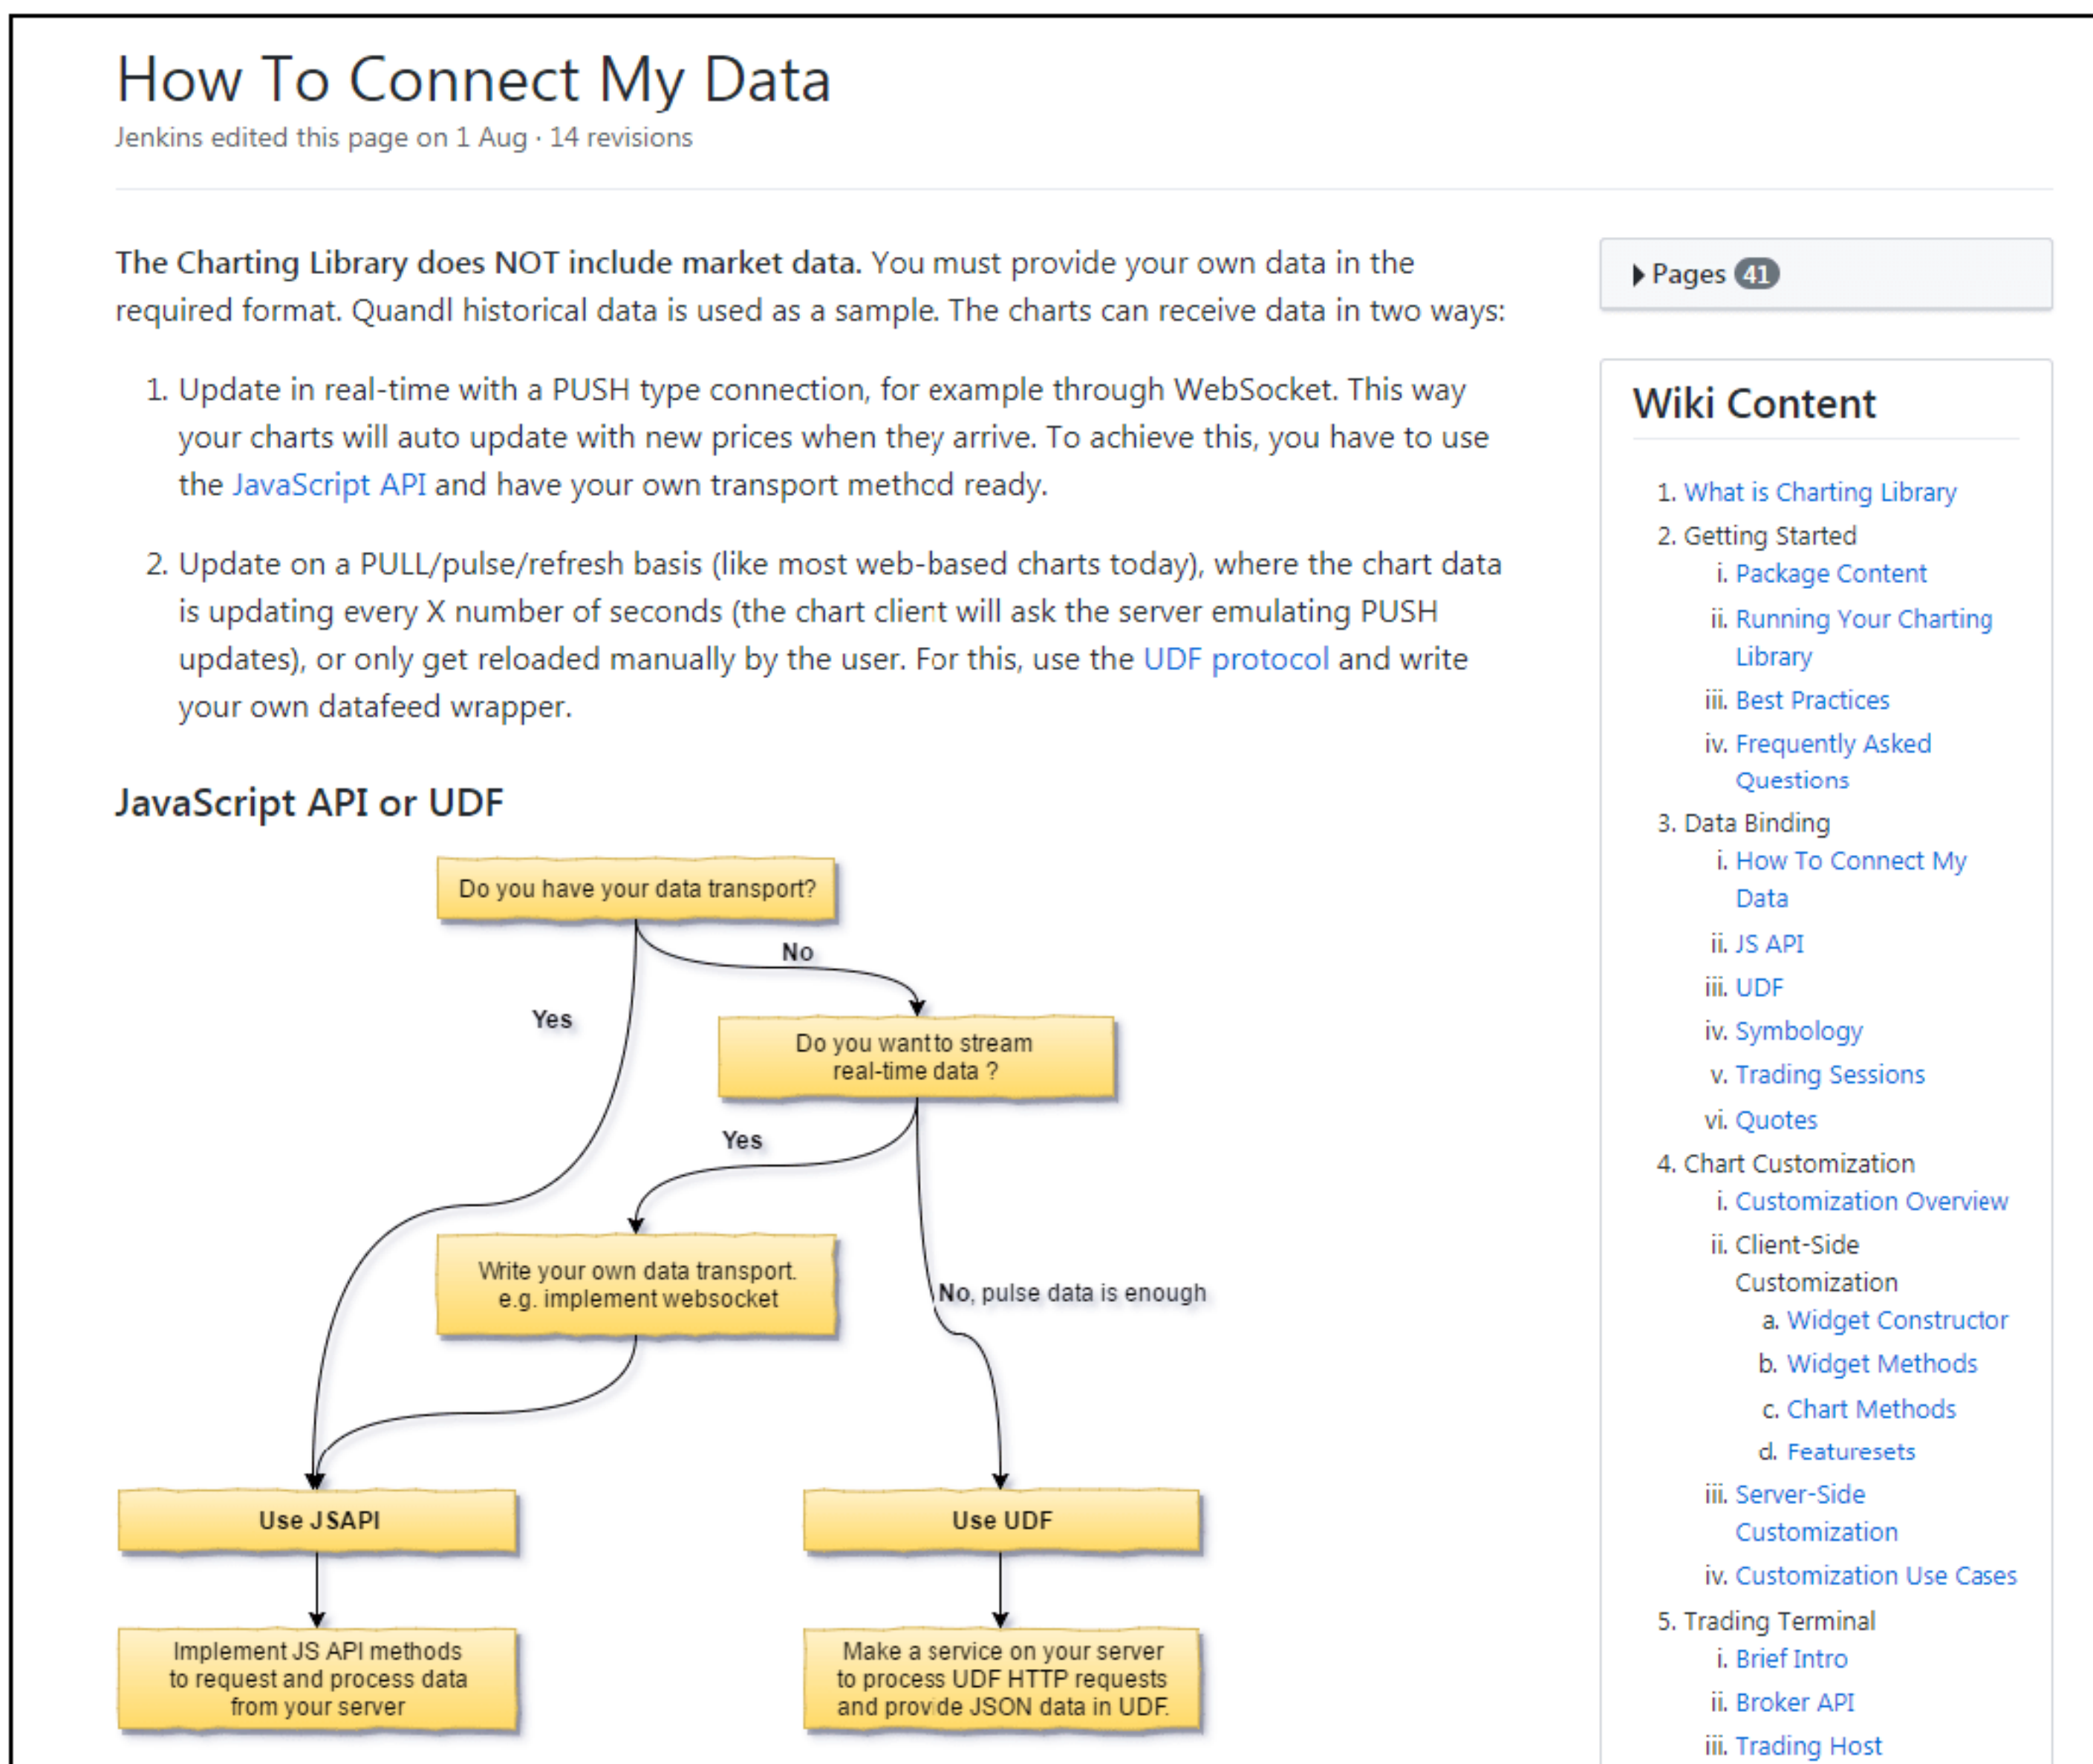 How To Connect My Data
Jenkins edited this page on 1 Aug · 14 revisions
The Charting Library does NOT include market data. You must provide your own data in the
required format. Quandl historical data is used as a sample. The charts can receive data in two ways:
1. Update in real-time with a PUSH type connection, for example through WebSocket. This way
your charts will auto update with new prices when they arrive. To achieve this, you have to use
the JavaScript API and have your own transport method ready.
2. Update on a PULL/pulse/refresh basis (like most web-based charts today), where the chart data
is updating every X number of seconds (the chart client will ask the server emulating PUSH
updates), or only get reloaded manually by the user. For this, use the UDF protocol and write
your own datafeed wrapper.
JavaScript API or UDF
Do you have your data transport?
No
Yes
Do you want to stream
real-time data ?
Yes
Write your own data transport.
e.g. implement websocket
No, pulse data is enough
Use JSAPI
Use UDF
Implement JS API methods
to request and process data
from your server
Make a service on your server
to process UDF HTTP requests
and provide JSON data in UDF.
Pages 41
Wiki Content
1. What is Charting Library
2. Getting Started
i. Package Content
ii. Running Your Charting
Library
iii. Best Practices
iv. Frequently Asked
Questions
3. Data Binding
i. How To Connect My
Data
ii. JS API
iii. UDF
iv. Symbology
v. Trading Sessions
vi. Quotes
4. Chart Customization
i. Customization Overview
ii. Client-Side
Customization
a. Widget Constructor
b. Widget Methods
c. Chart Methods
d. Featuresets
iii. Server-Side
Customization
iv. Customization Use Cases
5. Trading Terminal
i. Brief Intro
ii. Broker API
iii. Trading Host